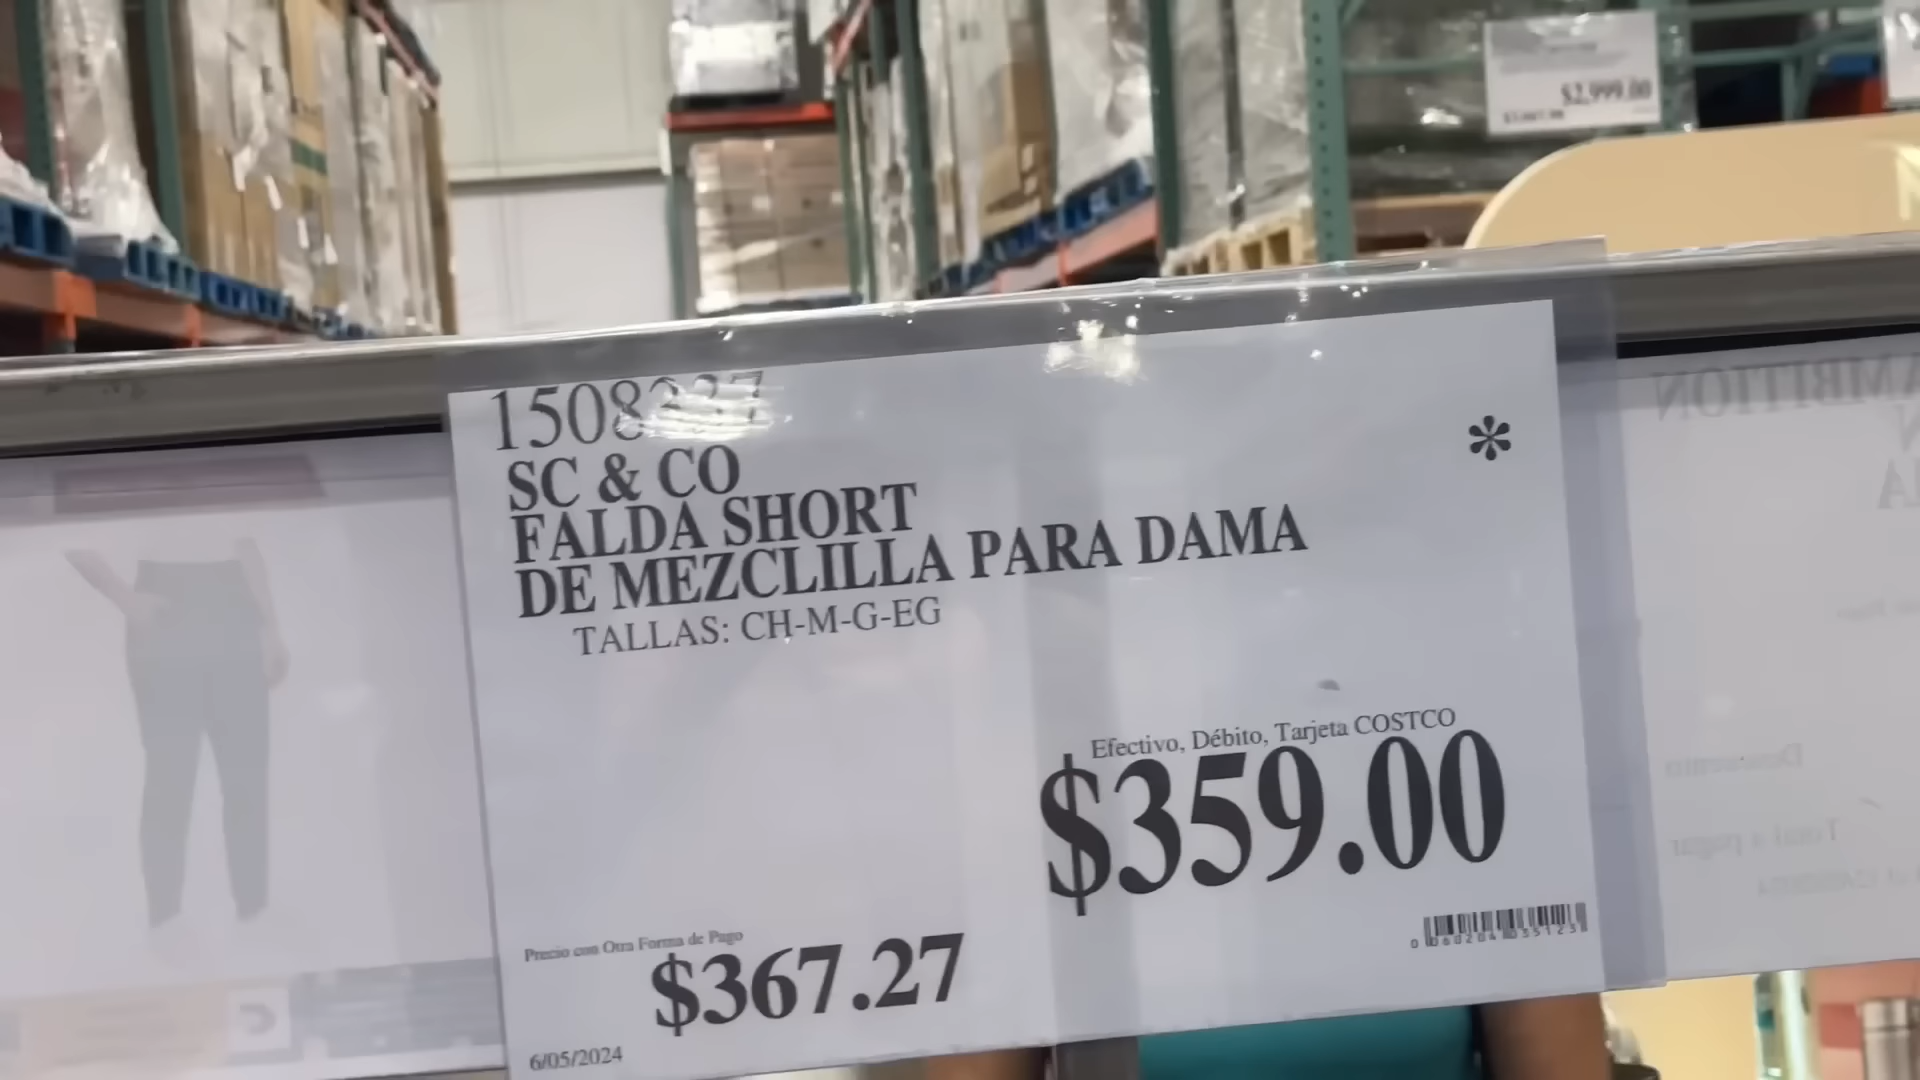 $2,999.00
SC & CO
FALDA SHORT
DE MEZCLILLA PARA DAMA
TALLAS: CH-M-G-EG
*
Efectivo, Débito, Tarjeta COSTCO
$359.00
Precio con Otra Forma de Pago
$367.27
6/05/2024